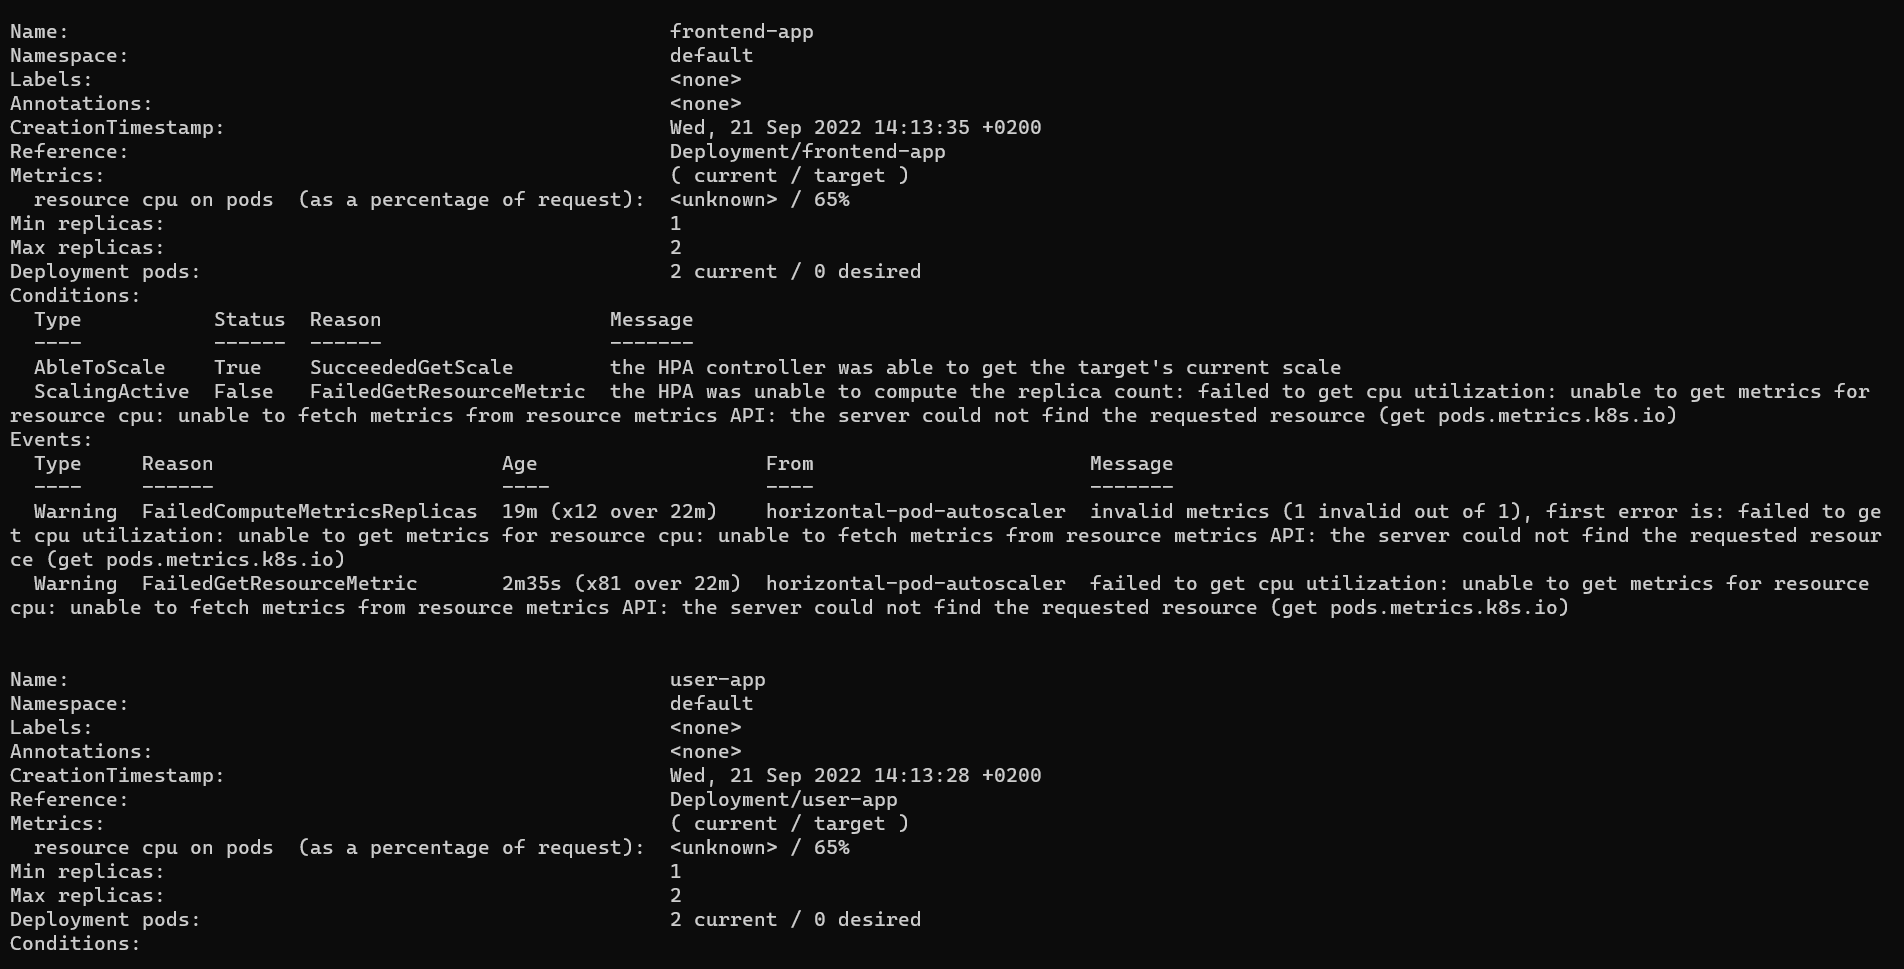 Name:                                                  frontend-app
Namespace:                                             default
Labels:                                                <none>
Annotations:                                           <none>
CreationTimestamp:                                     Wed, 21 Sep 2022 14:13:35 +0200
Reference:                                             Deployment/frontend-app
Metrics:                                               ( current / target )
  resource cpu on pods  (as a percentage of request):  <unknown> / 65%
Min replicas:                                          1
Max replicas:                                          2
Deployment pods:                                       2 current / 0 desired
Conditions:
  Type           Status  Reason                   Message
  ----           ------  ------                   -------
  AbleToScale    True    SucceededGetScale        the HPA controller was able to get the target's current scale
  ScalingActive  False   FailedGetResourceMetric  the HPA was unable to compute the replica count: failed to get cpu utilization: unable to get metrics for
resource cpu: unable to fetch metrics from resource metrics API: the server could not find the requested resource (get pods.metrics.k8s.io)
Events:
  Type     Reason                        Age                   From                       Message
  ----     ------                        ----                  ----                       -------
  Warning  FailedComputeMetricsReplicas  19m (x12 over 22m)    horizontal-pod-autoscaler  invalid metrics (1 invalid out of 1), first error is: failed to ge
t cpu utilization: unable to get metrics for resource cpu: unable to fetch metrics from resource metrics API: the server could not find the requested resour
ce (get pods.metrics.k8s.io)
  Warning  FailedGetResourceMetric       2m35s (x81 over 22m)  horizontal-pod-autoscaler  failed to get cpu utilization: unable to get metrics for resource
cpu: unable to fetch metrics from resource metrics API: the server could not find the requested resource (get pods.metrics.k8s.io)
Name:                                                  user-app
Namespace:                                             default
Labels:                                                <none>
Annotations:                                           <none>
CreationTimestamp:                                     Wed, 21 Sep 2022 14:13:28 +0200
Reference:                                             Deployment/user-app
Metrics:                                               ( current / target )
  resource cpu on pods  (as a percentage of request):  <unknown> / 65%
Min replicas:                                          1
Max replicas:                                          2
Deployment pods:                                       2 current / 0 desired
Conditions: